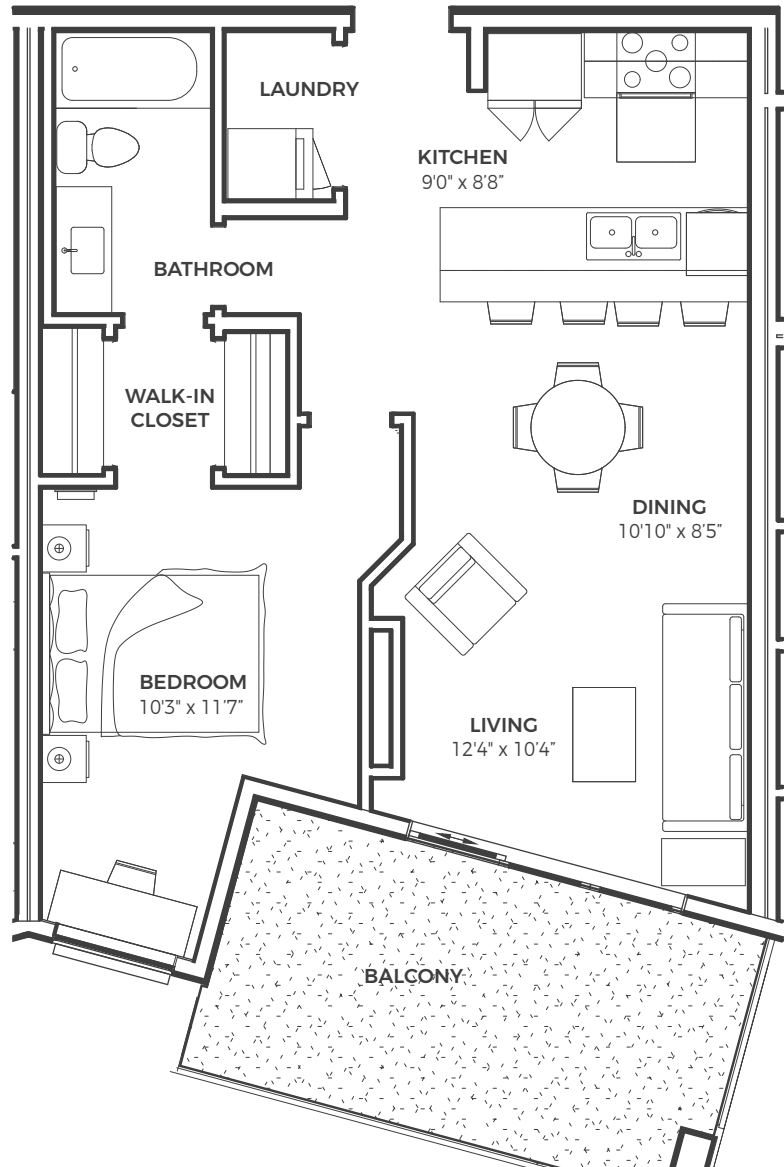 LAUNDRY
KITCHEN
9'0" x 8’8”
BATHROOM
WALK-IN
CLOSET
DINING
10'10" x 8’5”
BEDROOM
10'3" x 11’7”
LIVING
12'4" x 10’4”
BALCONY